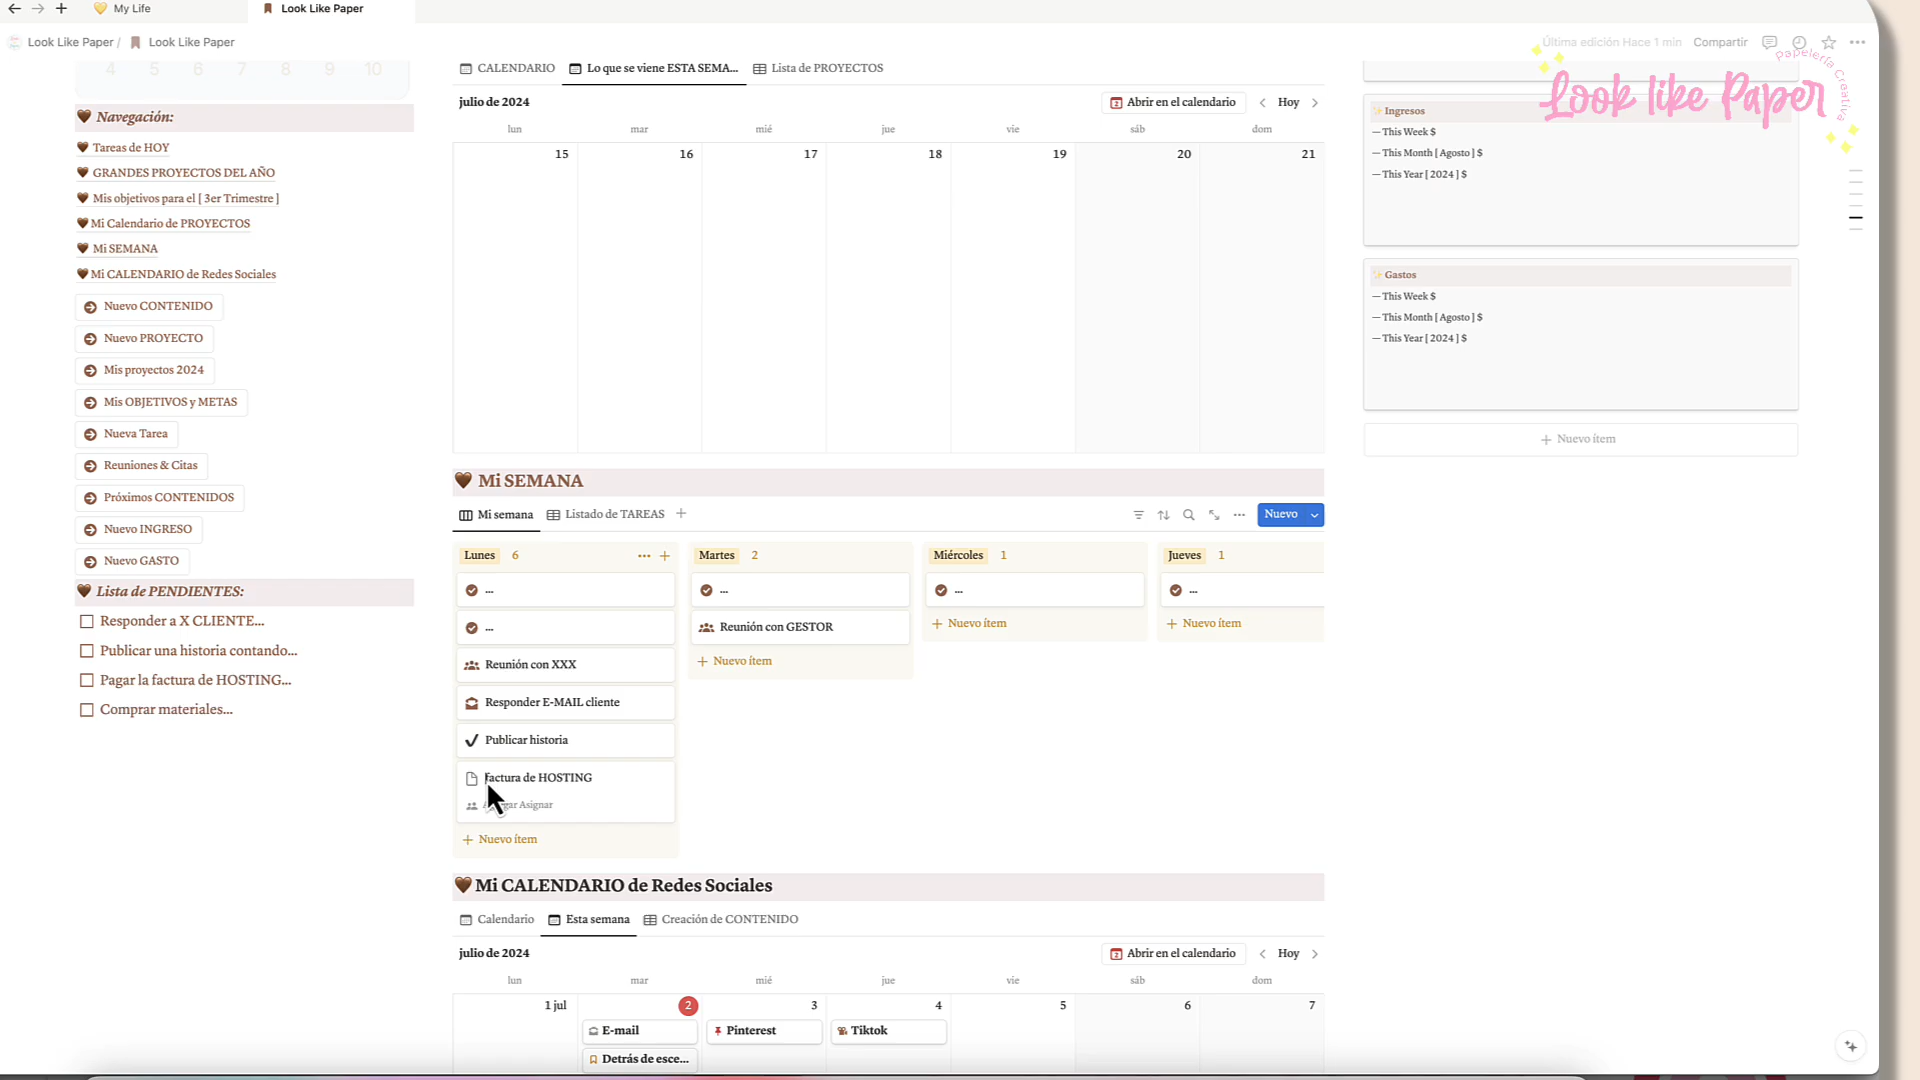 My Life
Look Like Paper
Look Like Paper / Look Like Paper
Última edición Hace 1 min
Compartir
Papelería Creativa
Look like Paper
4 5 6 7 8 9 10
Navegación:
Tareas de HOY
GRANDES PROYECTOS DEL AÑO
Mis objetivos para el [ 3er Trimestre ]
Mi Calendario de PROYECTOS
Mi SEMANA
Mi CALENDARIO de Redes Sociales
Nuevo CONTENIDO
Nuevo PROYECTO
Mis proyectos 2024
Mis OBJETIVOS y METAS
Nueva Tarea
Reuniones & Citas
Próximos CONTENIDOS
Nuevo INGRESO
Nuevo GASTO
Lista de PENDIENTES:
Responder a X CLIENTE...
Publicar una historia contando...
Pagar la factura de HOSTING...
Comprar materiales...
CALENDARIO
Lo que se viene ESTA SEMA...
Lista de PROYECTOS
julio de 2024
Abrir en el calendario
Hoy
lun mar mié jue vie sáb dom
15 16 17 18 19 20 21
Mi SEMANA
Mi semana
Listado de TAREAS
Nuevo
Lunes 6
...
...
Reunión con XXX
Responder E-MAIL cliente
Publicar historia
factura de HOSTING
Asignar
Nuevo ítem
Martes 2
...
Reunión con GESTOR
Nuevo ítem
Miércoles 1
...
Nuevo ítem
Jueves 1
...
Nuevo ítem
Mi CALENDARIO de Redes Sociales
Calendario
Esta semana
Creación de CONTENIDO
julio de 2024
Abrir en el calendario
2
Hoy
lun mar mié jue vie sáb dom
1 jul 2 3 4 5 6 7
E-mail
Pinterest
Tiktok
Detrás de esce...
Ingresos
— This Week $
— This Month [ Agosto ] $
— This Year [ 2024 ] $
Gastos
— This Week $
— This Month [ Agosto ] $
— This Year [ 2024 ] $
Nuevo ítem